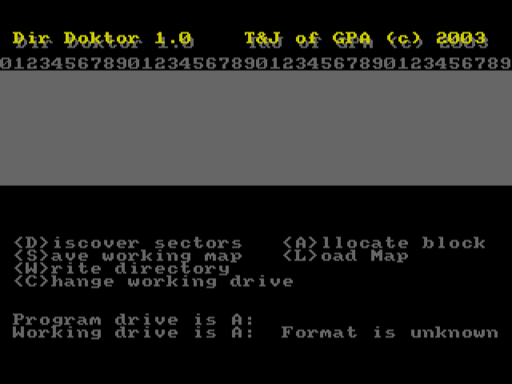 Dir Doktor 1.0    T&J of GPA (c) 2003
0123456789012345678901234567890123456789
<D>iscover sectors   <A>llocate block
<S>ave working map   <L>oad Map
<W>rite directory
<C>hange working drive
Program drive is A:
Working drive is A:  Format is unknown